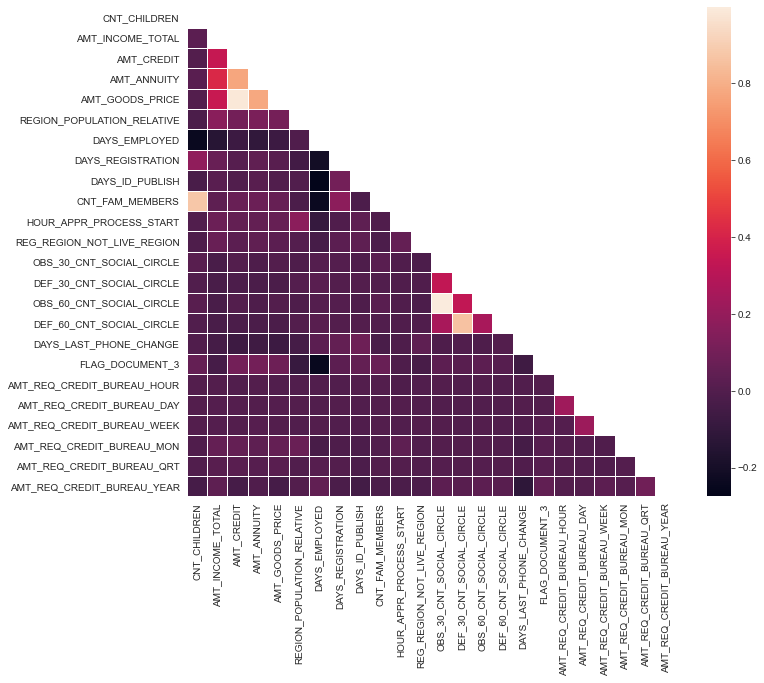 CNT_CHILDREN
AMT_INCOME_TOTAL
AMT_CREDIT
AMT_ANNUITY
AMT_GOODS_PRICE
REGION_POPULATION_RELATIVE
DAYS_EMPLOYED
DAYS_REGISTRATION
DAYS_ID_PUBLISH
CNT_FAM_MEMBERS
HOUR_APPR_PROCESS_START
REG_REGION_NOT_LIVE_REGION
OBS_30_CNT_SOCIAL_CIRCLE
DEF_30_CNT_SOCIAL_CIRCLE
OBS_60_CNT_SOCIAL_CIRCLE
DEF_60_CNT_SOCIAL_CIRCLE
DAYS_LAST_PHONE_CHANGE
FLAG_DOCUMENT_3
AMT_REQ_CREDIT_BUREAU_HOUR
AMT_REQ_CREDIT_BUREAU_DAY
AMT_REQ_CREDIT_BUREAU_WEEK
AMT_REQ_CREDIT_BUREAU_MON
AMT_REQ_CREDIT_BUREAU_QRT
AMT_REQ_CREDIT_BUREAU_YEAR
CNT_CHILDREN
AMT_INCOME_TOTAL
AMT_CREDIT
AMT_ANNUITY
AMT_GOODS_PRICE
REGION_POPULATION_RELATIVE
DAYS_EMPLOYED
DAYS_REGISTRATION
DAYS_ID_PUBLISH
CNT_FAM_MEMBERS
HOUR_APPR_PROCESS_START
REG_REGION_NOT_LIVE_REGION
OBS_30_CNT_SOCIAL_CIRCLE
DEF_30_CNT_SOCIAL_CIRCLE
OBS_60_CNT_SOCIAL_CIRCLE
DEF_60_CNT_SOCIAL_CIRCLE
DAYS_LAST_PHONE_CHANGE
FLAG_DOCUMENT_3
AMT_REQ_CREDIT_BUREAU_HOUR
AMT_REQ_CREDIT_BUREAU_DAY
AMT_REQ_CREDIT_BUREAU_WEEK
AMT_REQ_CREDIT_BUREAU_MON
AMT_REQ_CREDIT_BUREAU_QRT
AMT_REQ_CREDIT_BUREAU_YEAR
0.8
0.6
0.4
0.2
0.0
−0.2